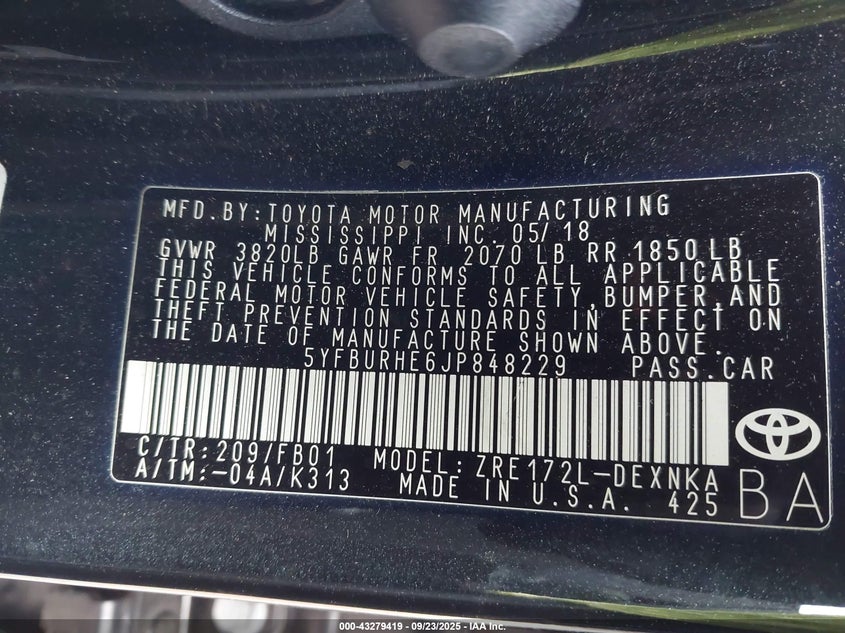 MFD.BY:TOYOTA MOTOR MANUFACTURING
MISSISSIPPI INC. 05/18
GVWR 3820LB GAWR FR 2070 LB RR 1850 LB
THIS VEHICLE CONFORMS TO ALL APPLICABLE
FEDERAL MOTOR VEHICLE SAFETY,BUMPER,AND
THEFT PREVENTION STANDARDS IN EFFECT ON
THE DATE OF MANUFACTURE SHOWN ABOVE.
5YFBURHE6JP848229 PASS.CAR
C/TR:209/FB01 MODEL:ZRE172L-DEXNKA
A/TM:-04A/K313 MADE IN U.S.A. 425
BA
000-43279419 - 09/23/2025 - IAA Inc.